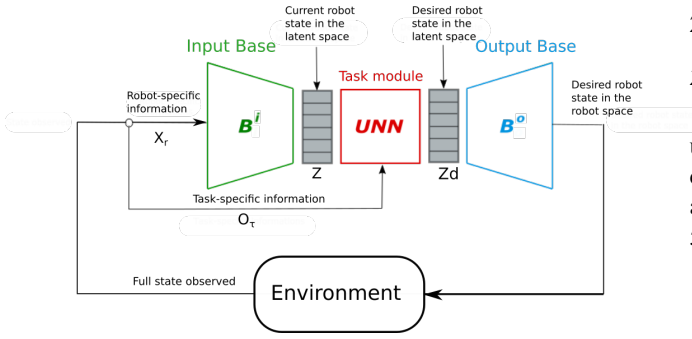 Current robot
state in the
latent space
Desired robot
state in the
latent space
Input Base
Output Base
Task module
Robot-specific
information
Desired robot
state in the
robot space
Bⁱ
UNN
Bᵒ
Xr
Z
Zd
Task-specific information
Oτ
Full state observed
Environment